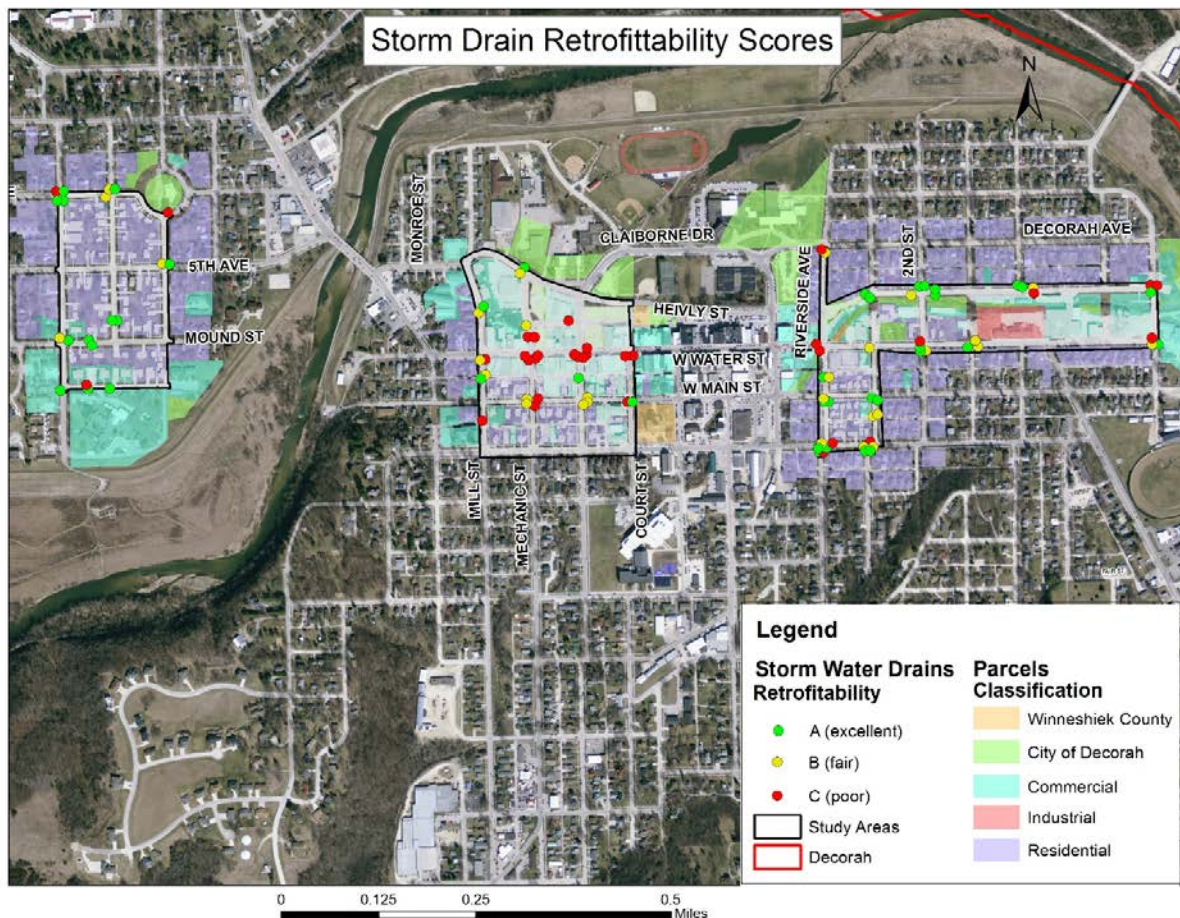 Storm Drain Retrofittability Scores
N
MONROE ST
CLAIBORNE DR
2ND ST
DECORAH AVE
5TH AVE
RIVERSIDE AVE
HEIVLY ST
MOUND ST
W WATER ST
W MAIN ST
MILL ST
MECHANIC ST
COURT ST
Legend
Storm Water Drains
Retrofitability
A (excellent)
B (fair)
C (poor)
Study Areas
Decorah
Parcels
Classification
Winneshiek County
City of Decorah
Commercial
Industrial
Residential
0 0.125 0.25 0.5
Miles